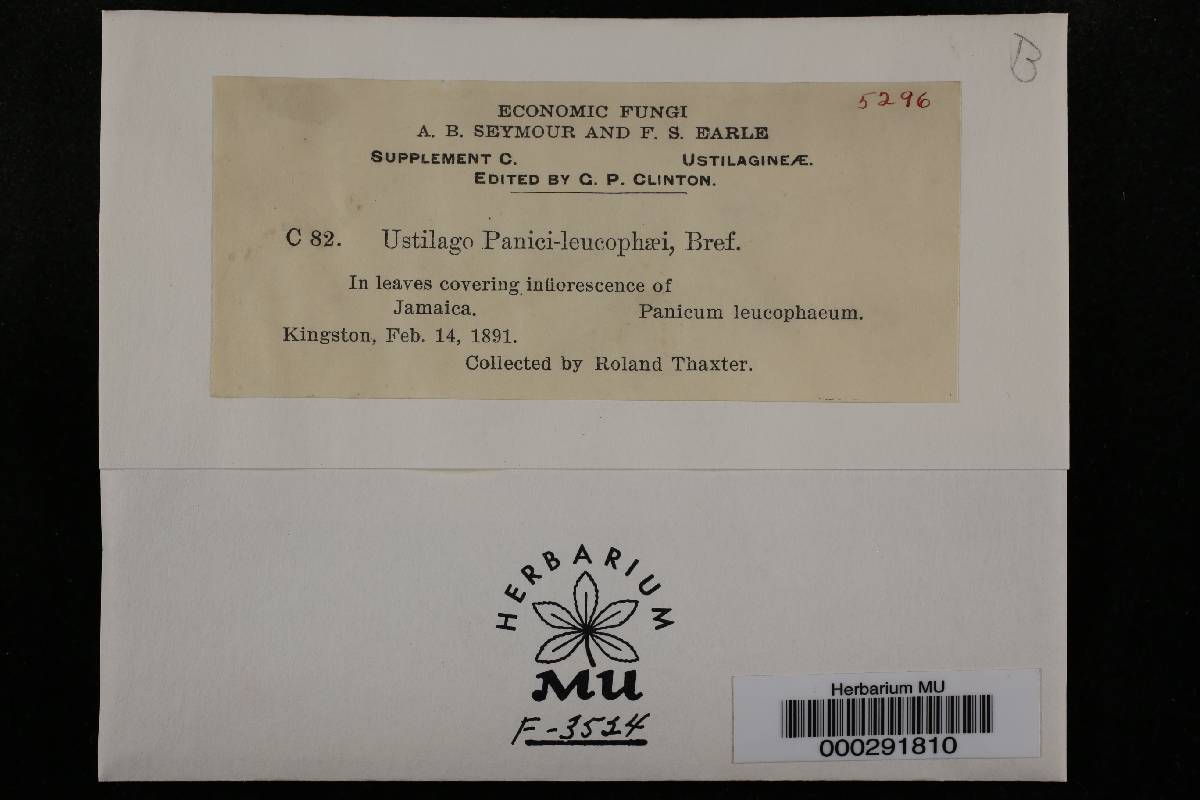 B
5296
ECONOMIC FUNGI
A. B. SEYMOUR AND F. S. EARLE
SUPPLEMENT C. USTILAGINEÆ.
EDITED BY G. P. CLINTON.
C 82. Ustilago Panici-leucophæi, Bref.
In leaves covering inflorescence of
Jamaica. Panicum leucophaeum.
Kingston, Feb. 14, 1891.
Collected by Roland Thaxter.
HERBARIUM
MU
F-3514
Herbarium MU
000291810